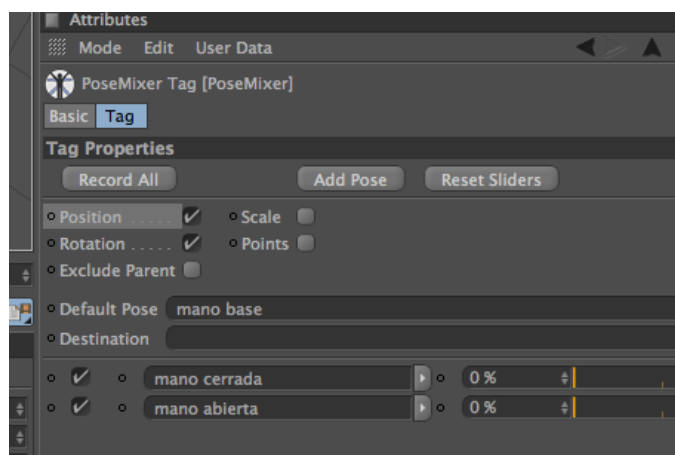 Attributes
Mode Edit User Data
PoseMixer Tag [PoseMixer]
Basic Tag
Tag Properties
Record All Add Pose Reset Sliders
Position ..... Scale
Rotation ..... Points
Exclude Parent
Default Pose mano base
Destination
mano cerrada 0 %
mano abierta 0 %